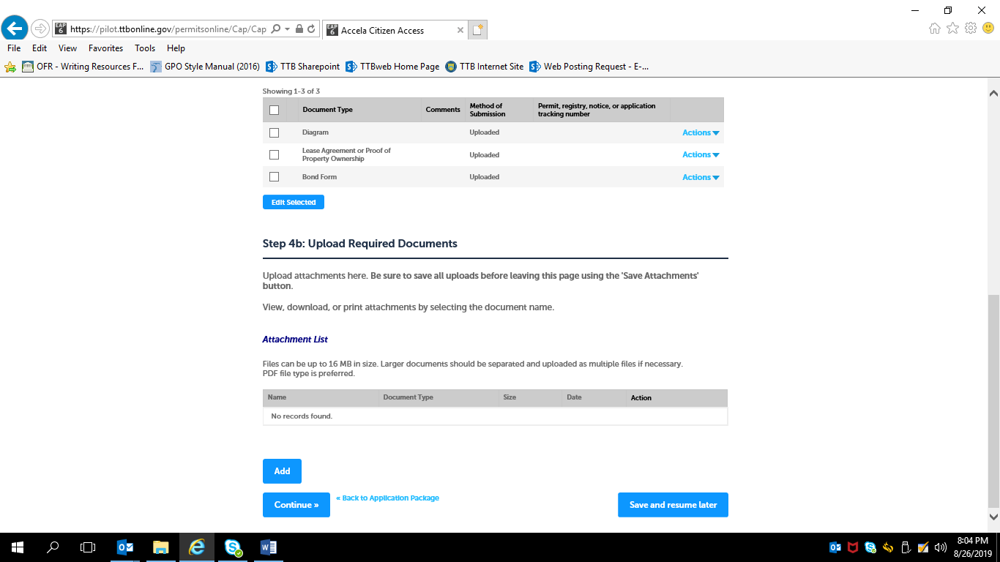 https://pilot.ttbonline.gov/permitsonline/Cap/Cap
EAP 6
Accela Citizen Access
File Edit View Favorites Tools Help
OFR - Writing Resources F... GPO Style Manual (2016) TTB Sharepoint TTBweb Home Page TTB Internet Site Web Posting Request - E-...
Showing 1-3 of 3
Document Type Comments Method of Submission Permit, registry, notice, or application tracking number
Diagram Uploaded Actions
Lease Agreement or Proof of Property Ownership Uploaded Actions
Bond Form Uploaded Actions
Edit Selected
Step 4b: Upload Required Documents
Upload attachments here. Be sure to save all uploads before leaving this page using the 'Save Attachments'
button.
View, download, or print attachments by selecting the document name.
Attachment List
Files can be up to 16 MB in size. Larger documents should be separated and uploaded as multiple files if necessary.
PDF file type is preferred.
Name Document Type Size Date Action
No records found.
Add
Continue » « Back to Application Package Save and resume later
8:04 PM
8/26/2019